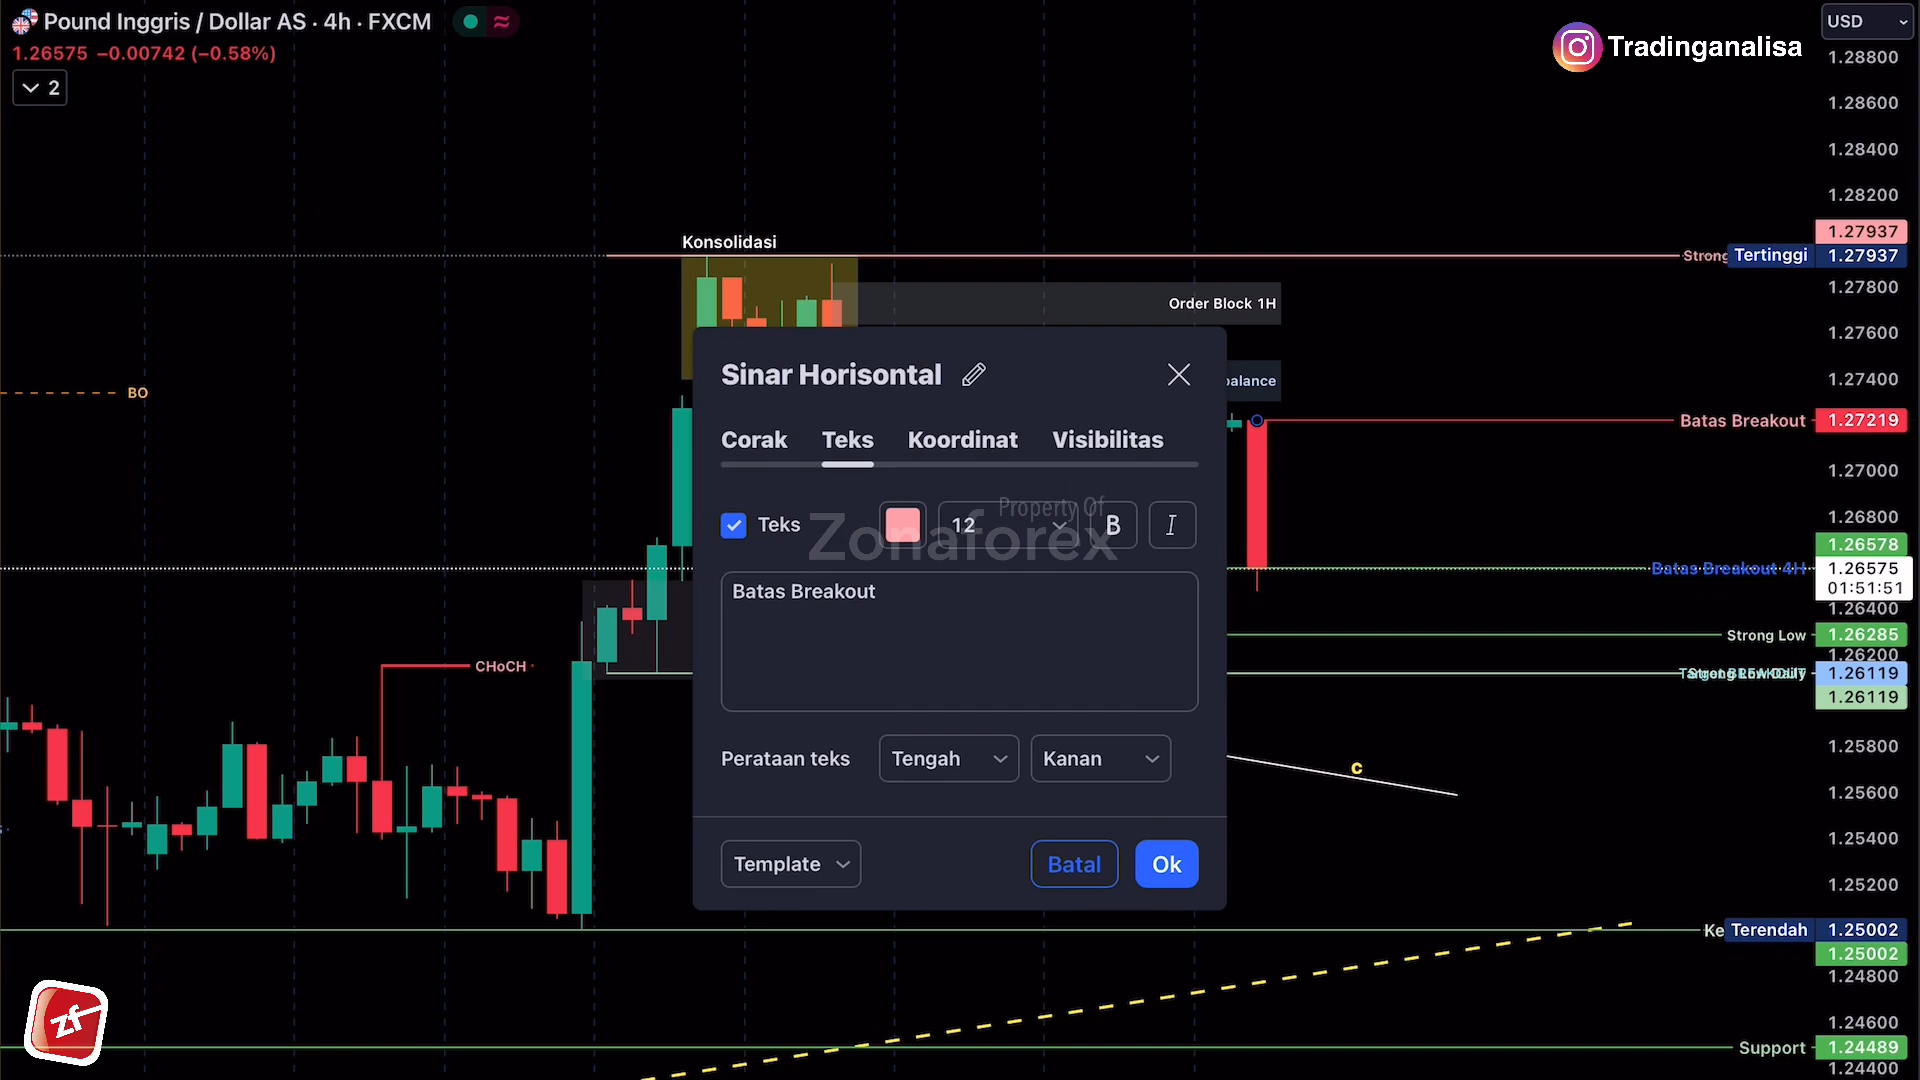 Pound Inggris / Dollar AS · 4h · FXCM
1.26575 −0.00742 (−0.58%)
2
Tradinganalisa
USD
1.28800
1.28600
1.28400
1.28200
1.27937
Strong
Tertinggi
1.27937
1.27800
1.27600
1.27400
Batas Breakout
1.27219
1.27000
1.26800
1.26578
Batas Breakout 4H
1.26575
01:51:51
1.26400
Strong Low
1.26285
1.26200
1.26119
1.26119
1.25800
1.25600
1.25400
1.25200
Ke
Terendah
1.25002
1.25002
1.24800
1.24600
Support
1.24489
1.24400
Konsolidasi
Order Block 1H
balance
BO
CHoCH
C
Sinar Horisontal
Corak
Teks
Koordinat
Visibilitas
Teks
12
B
I
Property Of
Zonaforex
Batas Breakout
Perataan teks
Tengah
Kanan
Template
Batal
Ok
zf